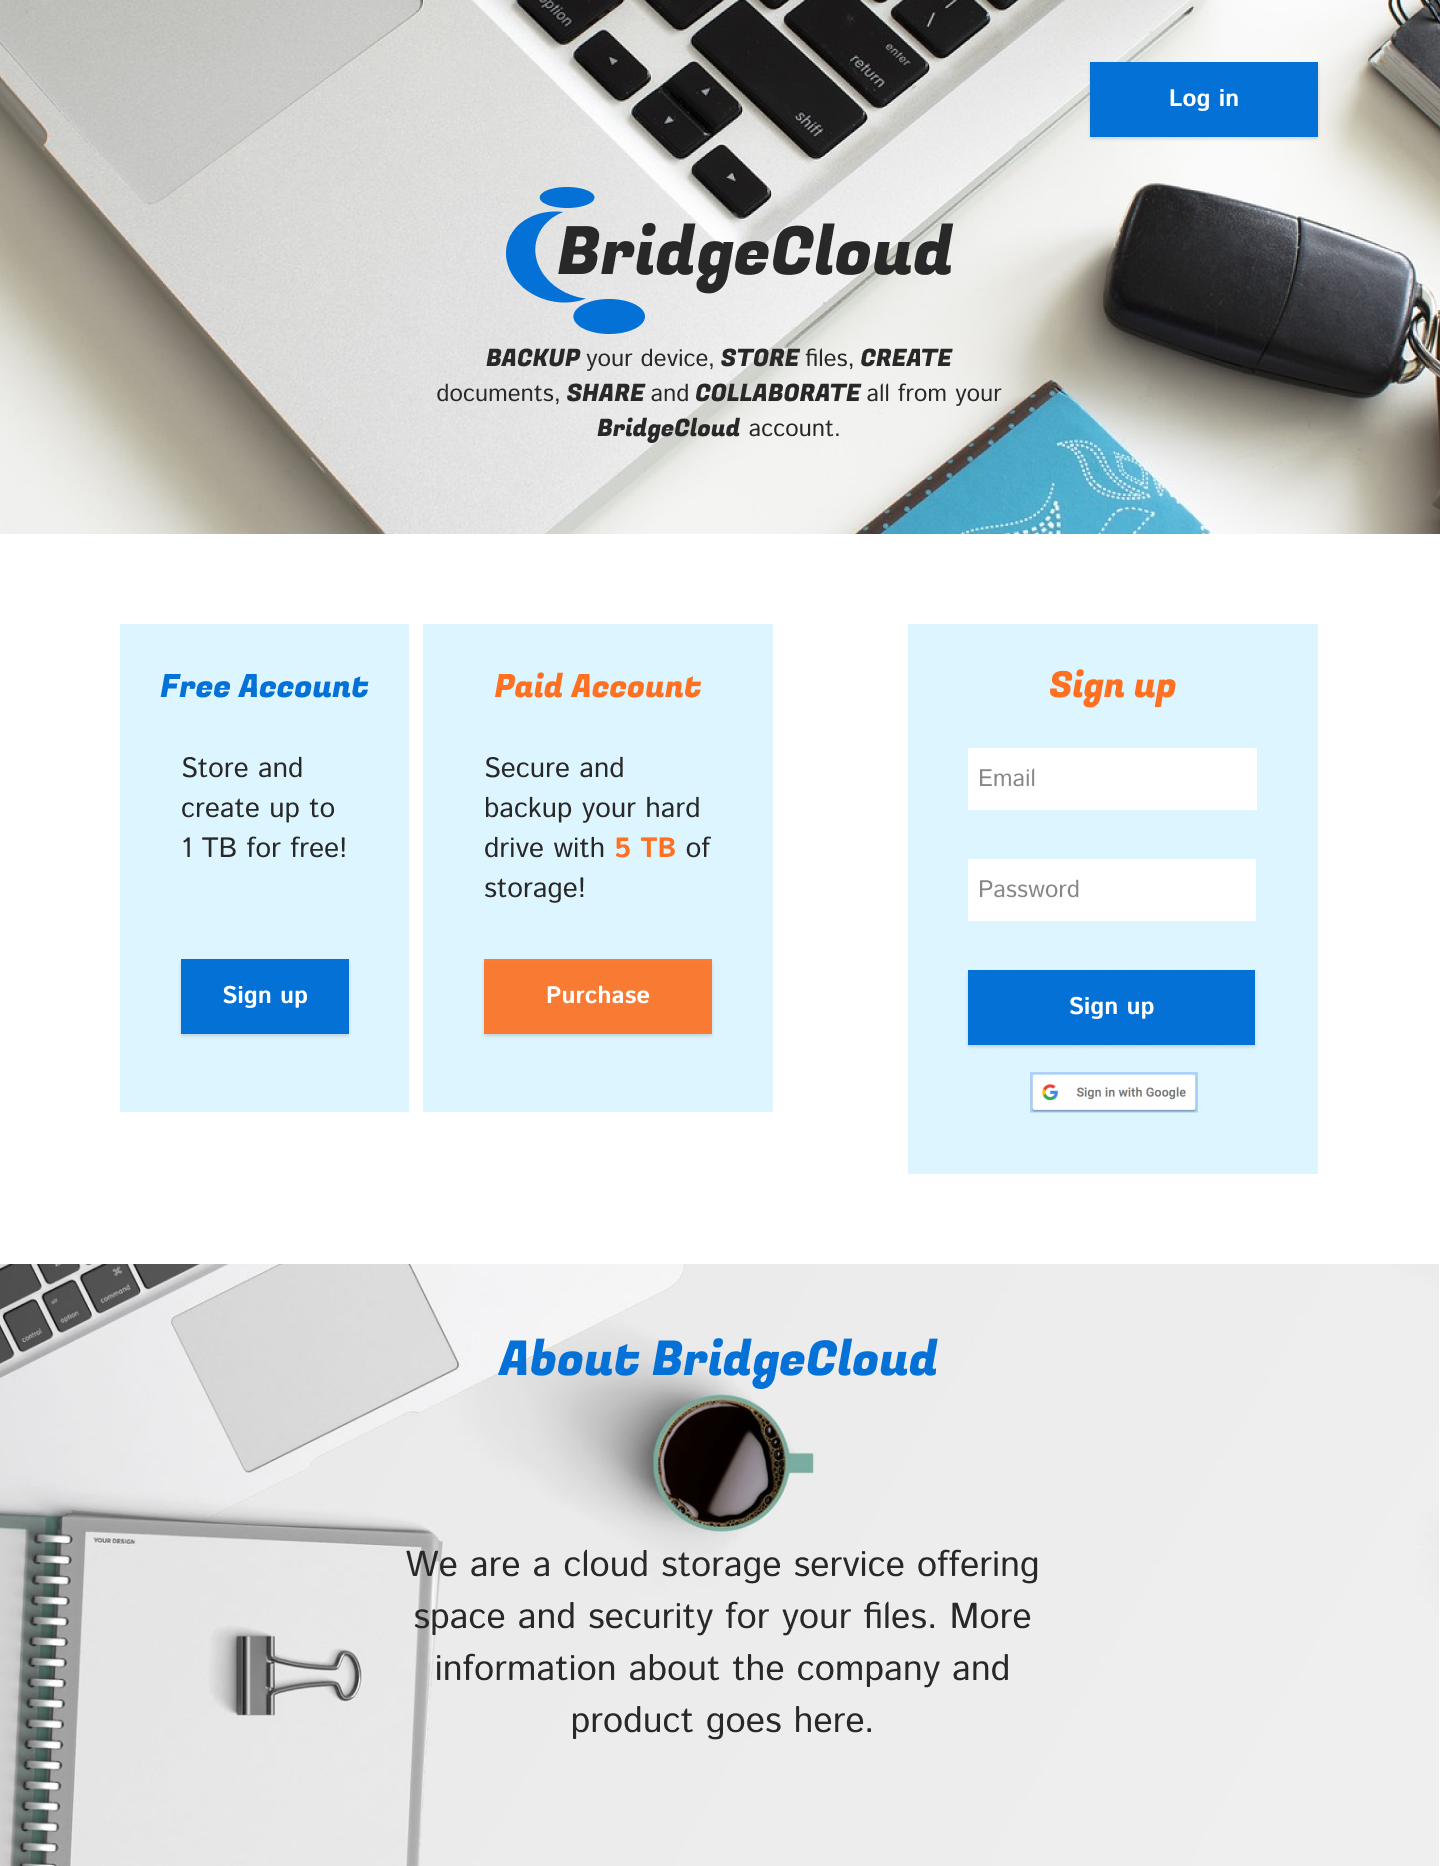 option
enter
return
shift
Log in
BridgeCloud
BACKUP your device, STORE files, CREATE
documents, SHARE and COLLABORATE all from your
BridgeCloud account.
Free Account
Store and
create up to
1 TB for free!
Sign up
Paid Account
Secure and
backup your hard
drive with 5 TB of
storage!
Purchase
Sign up
Email
Password
Sign up
Sign in with Google
control
alt
option
⌘
command
About BridgeCloud
YOUR DESIGN
We are a cloud storage service offering
space and security for your files. More
information about the company and
product goes here.